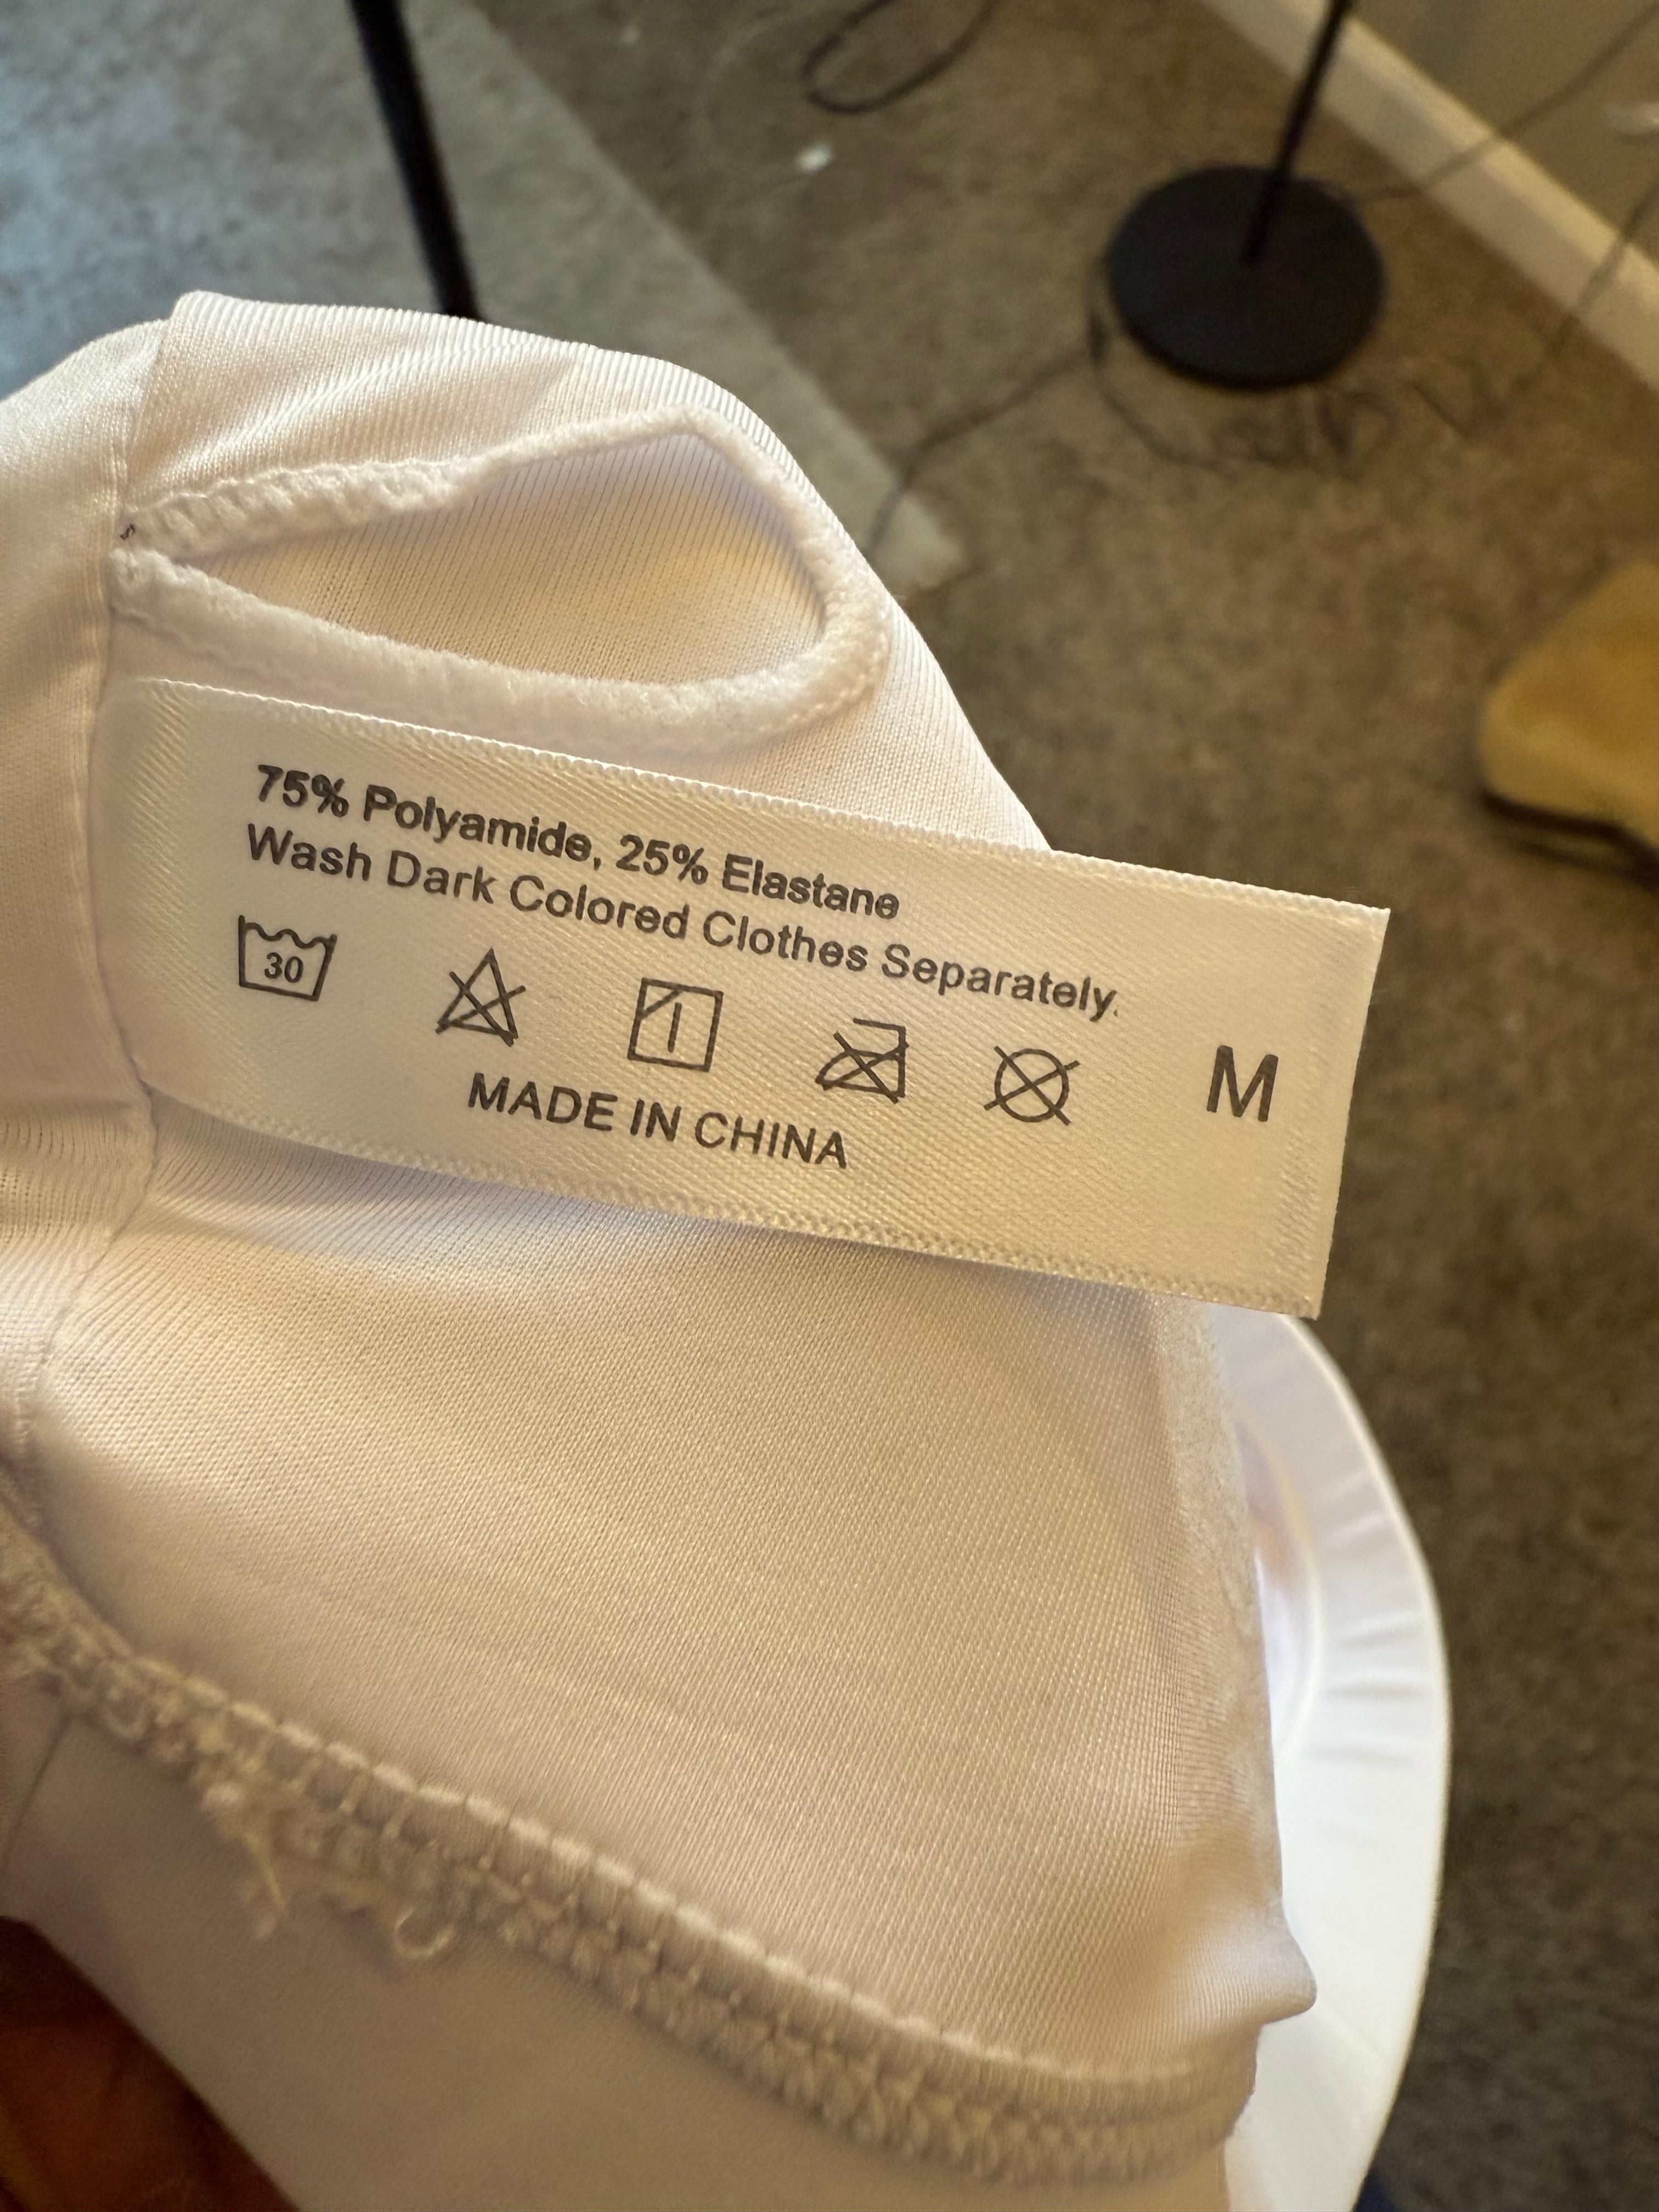 75% Polyamide, 25% Elastane
Wash Dark Colored Clothes Separately.
30
M
MADE IN CHINA